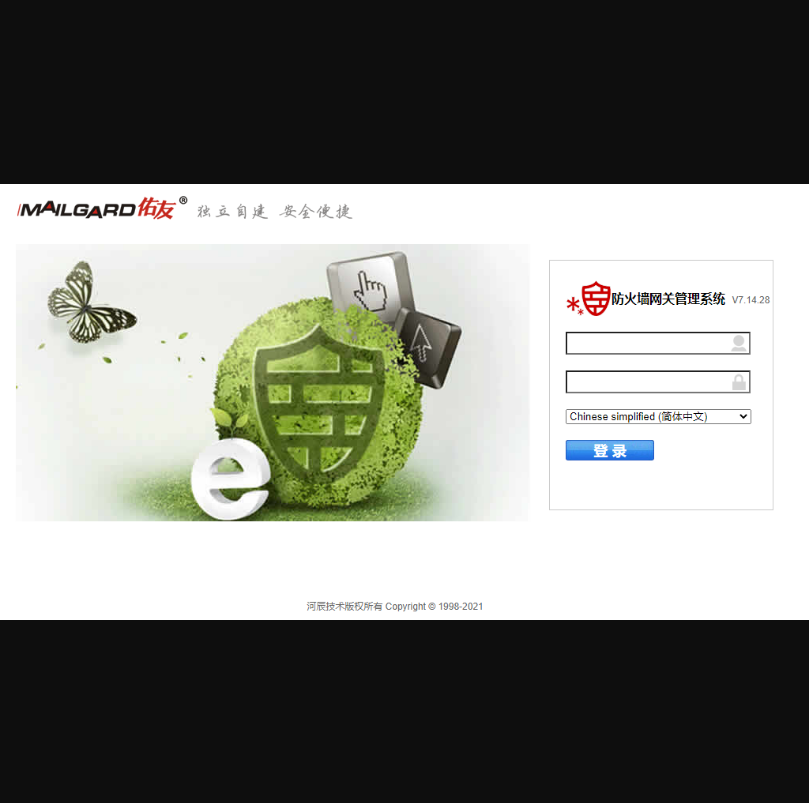 MAILGARD佑友® 独立自建 安全便捷
防火墙网关管理系统 V7.14.28
Chinese simplified (简体中文)
登录
e
河辰技术版权所有 Copyright © 1998-2021